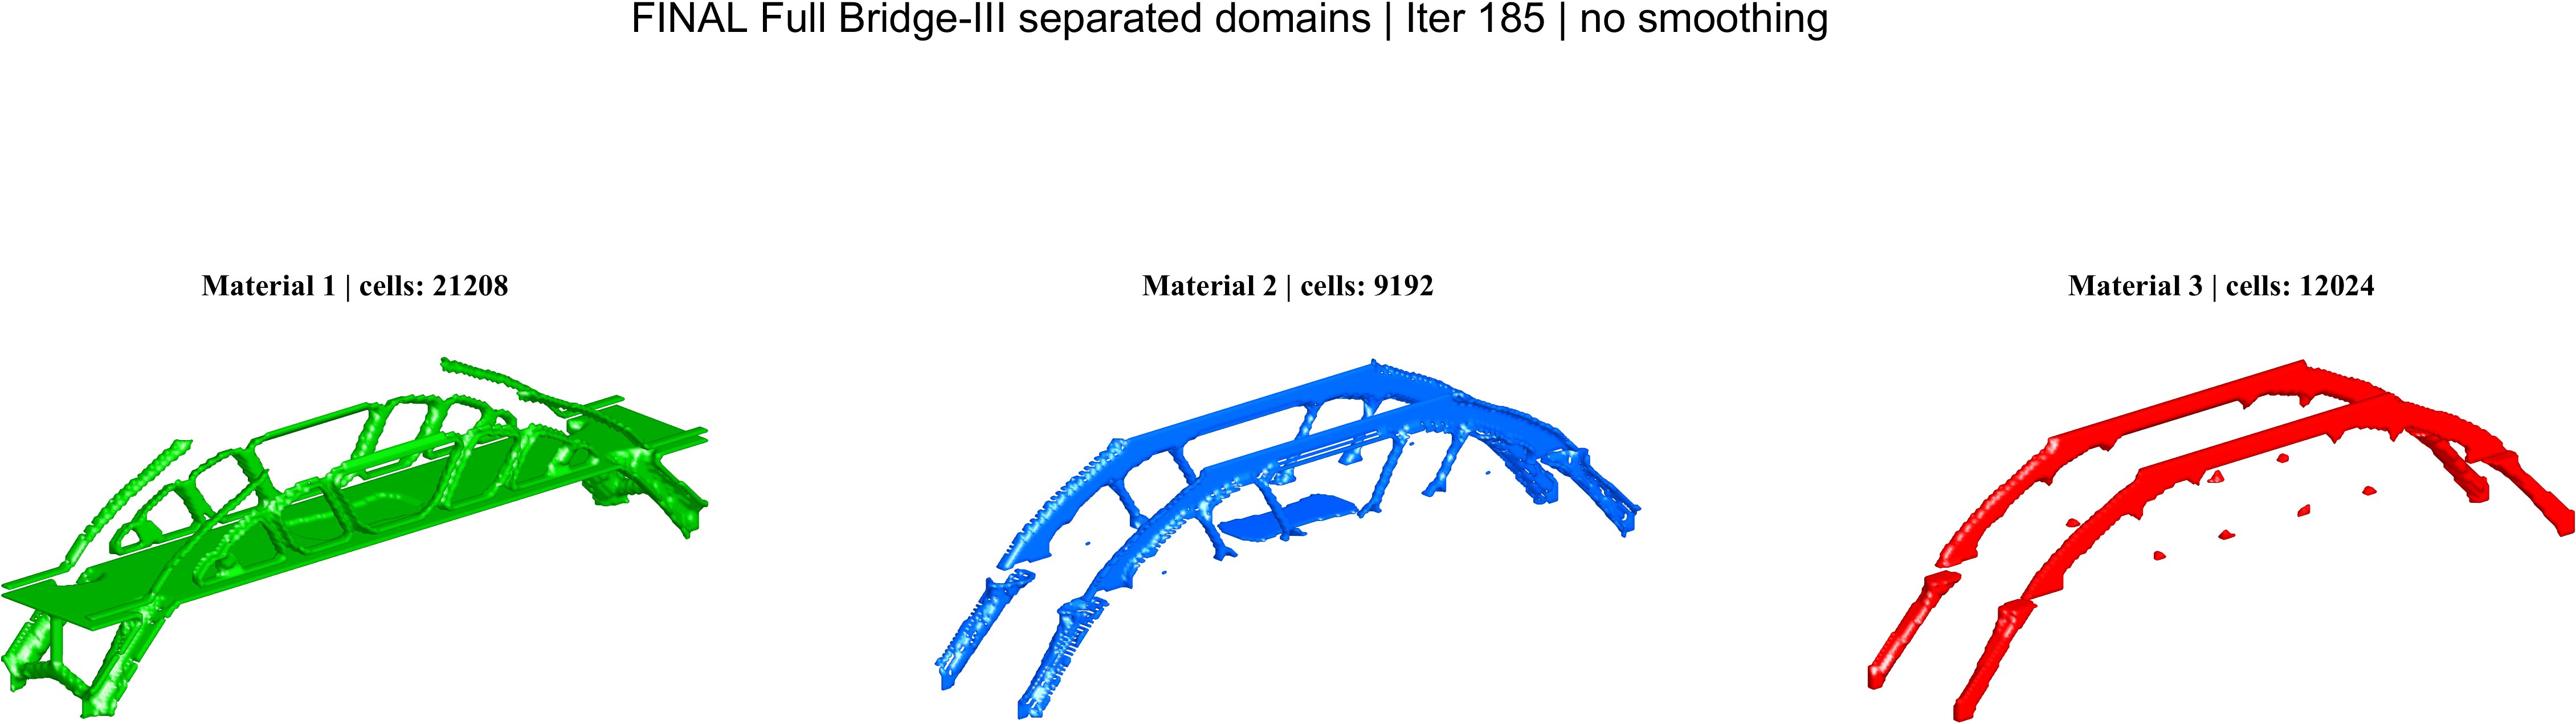 FINAL Full Bridge-III separated domains | Iter 185 | no smoothing
Material 1 | cells: 21208
Material 2 | cells: 9192
Material 3 | cells: 12024